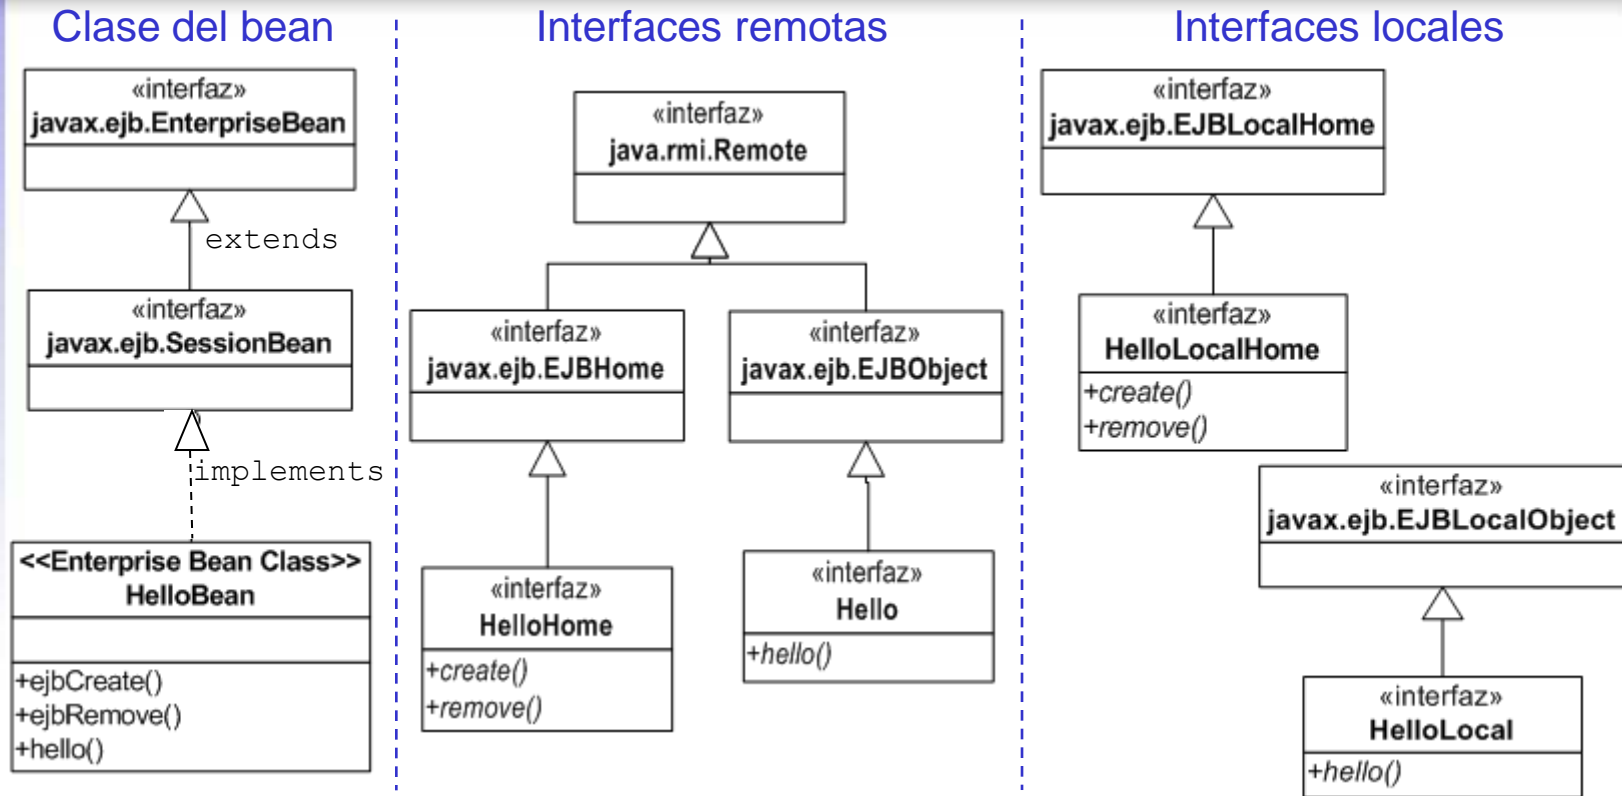 Clase del bean
«interfaz»
javax.ejb.EnterpriseBean
extends
«interfaz»
javax.ejb.SessionBean
implements
<<Enterprise Bean Class>>
HelloBean
+ejbCreate()
+ejbRemove()
+hello()
Interfaces remotas
«interfaz»
java.rmi.Remote
«interfaz»
javax.ejb.EJBHome
«interfaz»
javax.ejb.EJBObject
«interfaz»
HelloHome
+create()
+remove()
«interfaz»
Hello
+hello()
Interfaces locales
«interfaz»
javax.ejb.EJBLocalHome
«interfaz»
HelloLocalHome
+create()
+remove()
«interfaz»
javax.ejb.EJBLocalObject
«interfaz»
HelloLocal
+hello()